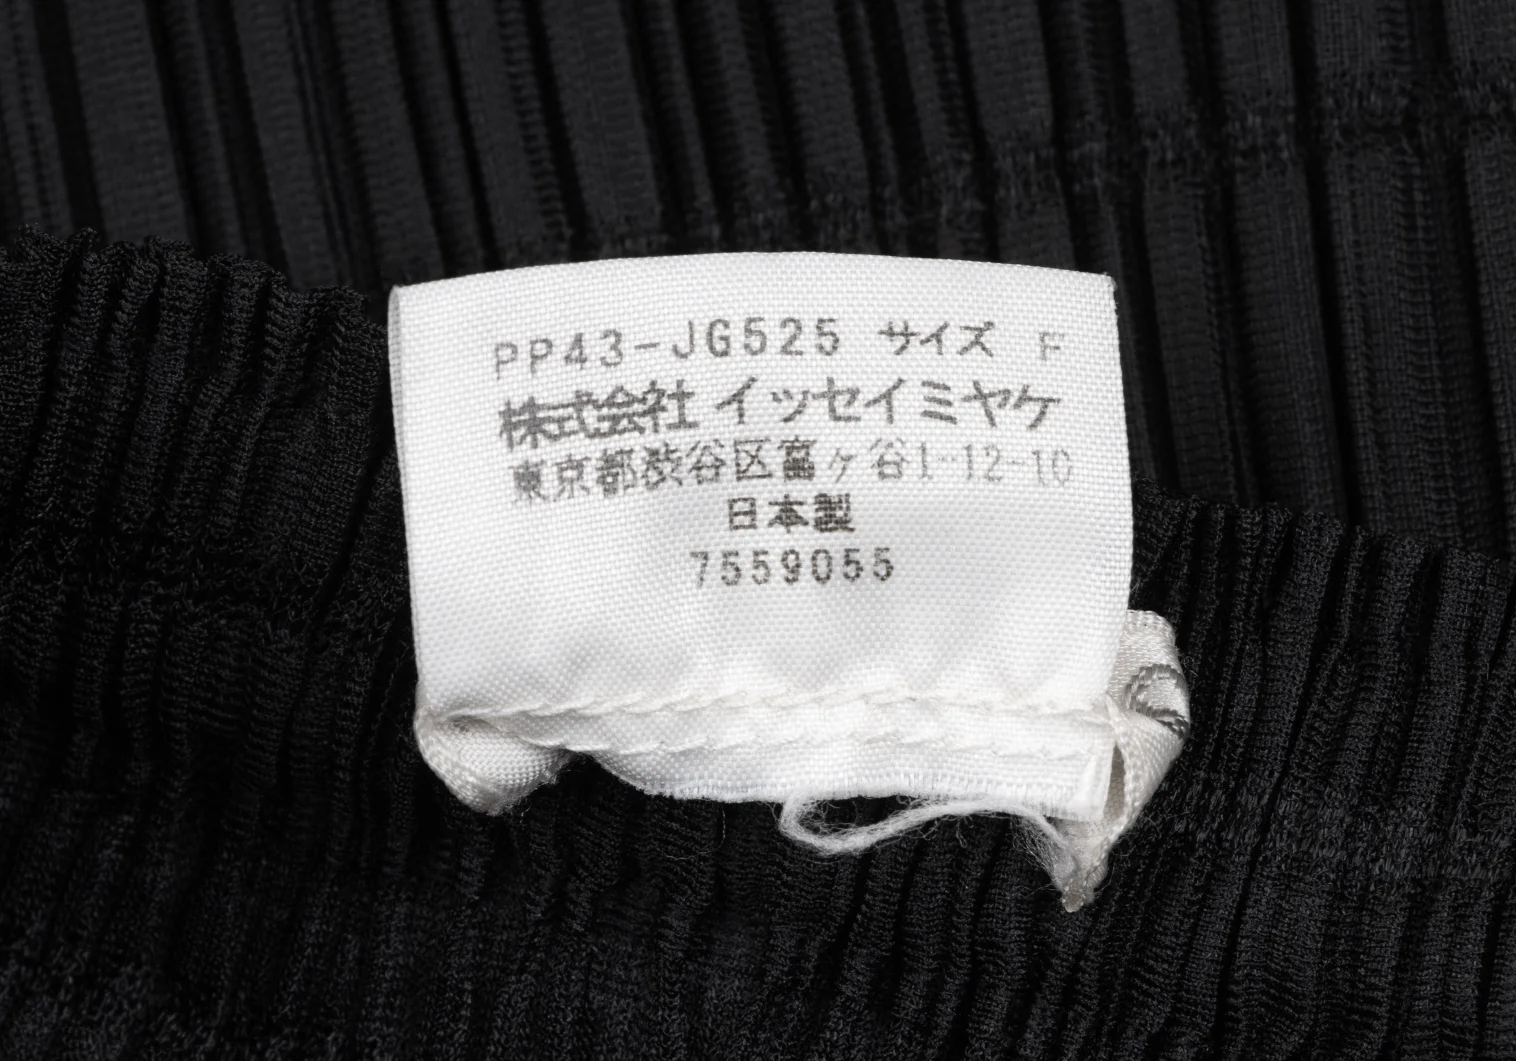 PP43-JG525 サイズ F
株式会社 イッセイミヤケ
東京都渋谷区富ヶ谷1-12-10
日本製
7559055